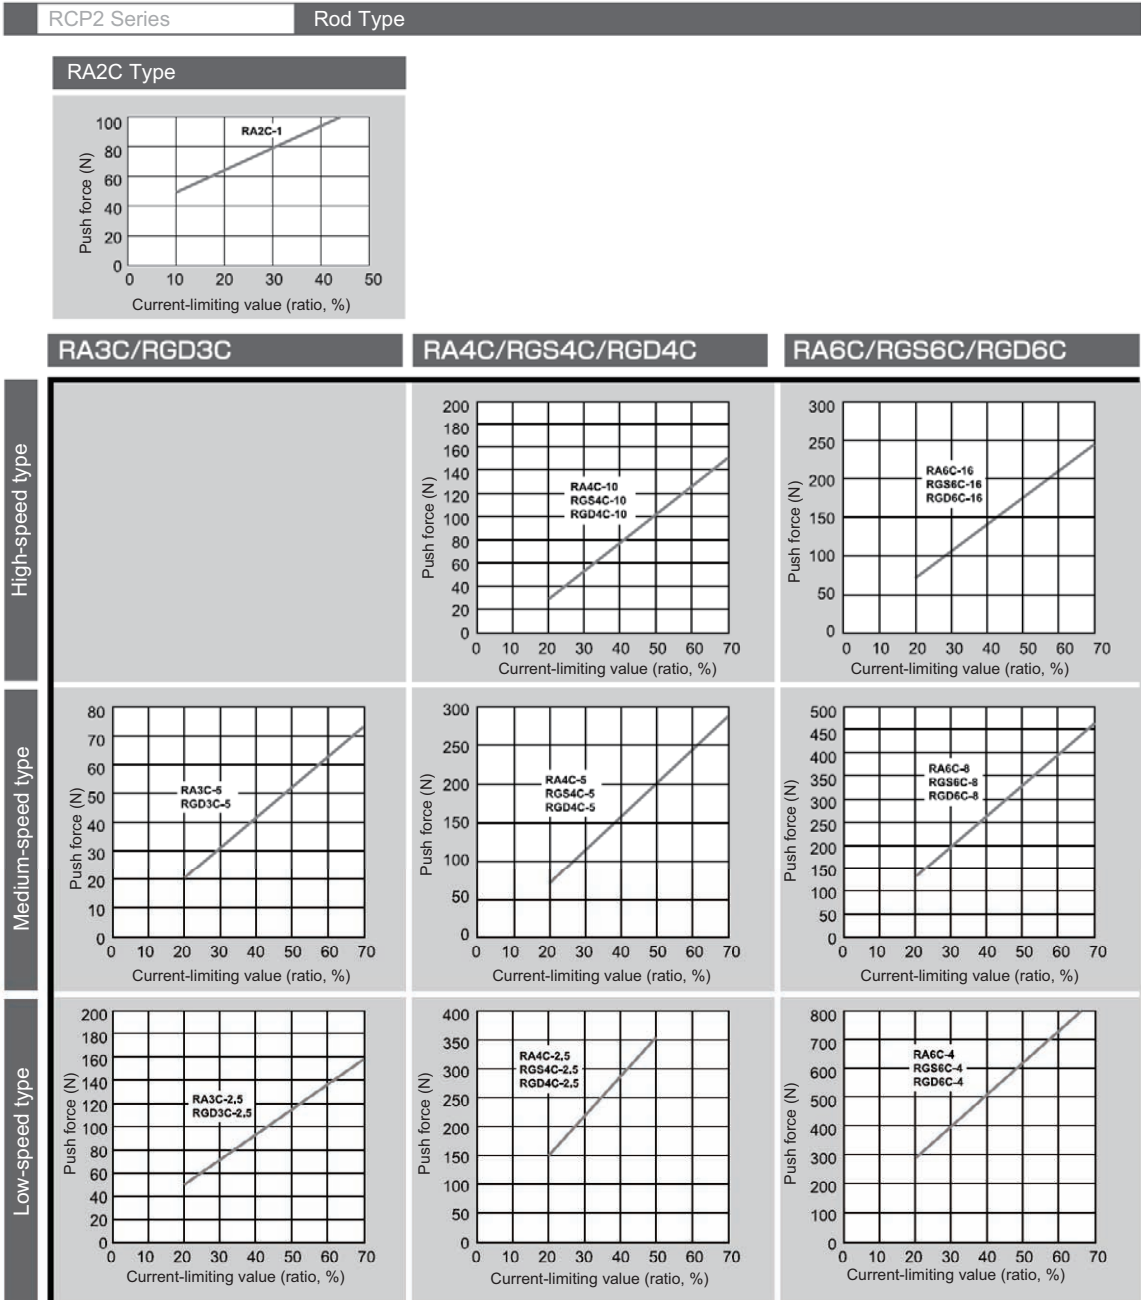 RCP2 Series
Rod Type
RA2C Type
100
80
60
40
20
0
Push force (N)
RA2C-1
0 10 20 30 40 50
Current-limiting value (ratio, %)
RA3C/RGD3C
RA4C/RGS4C/RGD4C
RA6C/RGS6C/RGD6C
High-speed type
200
180
160
140
120
100
80
60
40
20
0
Push force (N)
RA4C-10
RGS4C-10
RGD4C-10
0 10 20 30 40 50 60 70
Current-limiting value (ratio, %)
300
250
200
150
100
50
0
Push force (N)
RA6C-16
RGS6C-16
RGD6C-16
0 10 20 30 40 50 60 70
Current-limiting value (ratio, %)
Medium-speed type
80
70
60
50
40
30
20
10
0
Push force (N)
RA3C-5
RGD3C-5
0 10 20 30 40 50 60 70
Current-limiting value (ratio, %)
300
250
200
150
100
50
0
Push force (N)
RA4C-5
RGS4C-5
RGD4C-5
0 10 20 30 40 50 60 70
Current-limiting value (ratio, %)
500
450
400
350
300
250
200
150
100
50
0
Push force (N)
RA6C-8
RGS6C-8
RGD6C-8
0 10 20 30 40 50 60 70
Current-limiting value (ratio, %)
Low-speed type
200
180
160
140
120
100
80
60
40
20
0
Push force (N)
RA3C-2.5
RGD3C-2.5
0 10 20 30 40 50 60 70
Current-limiting value (ratio, %)
400
350
300
250
200
150
100
50
0
Push force (N)
RA4C-2.5
RGS4C-2.5
RGD4C-2.5
0 10 20 30 40 50 60 70
Current-limiting value (ratio, %)
800
700
600
500
400
300
200
100
0
Push force (N)
RA6C-4
RGS6C-4
RGD6C-4
0 10 20 30 40 50 60 70
Current-limiting value (ratio, %)